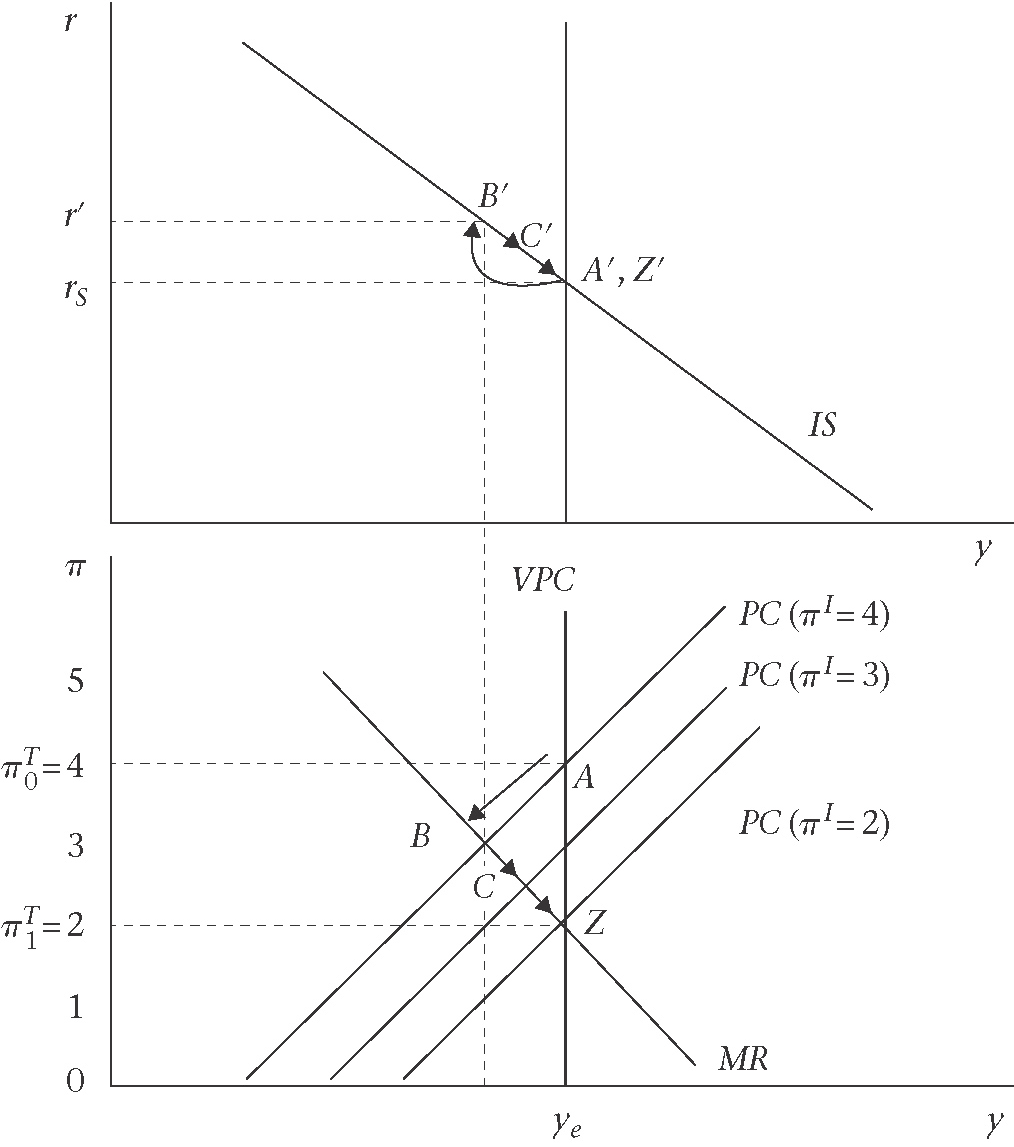 r
B′
r′
C′
A′, Z′
r_S
IS
y
π
VPC
PC (π^I = 4)
5
PC (π^I = 3)
π_0^T = 4
A
PC (π^I = 2)
B
3
C
π_1^T = 2
Z
1
MR
0
y_e
y